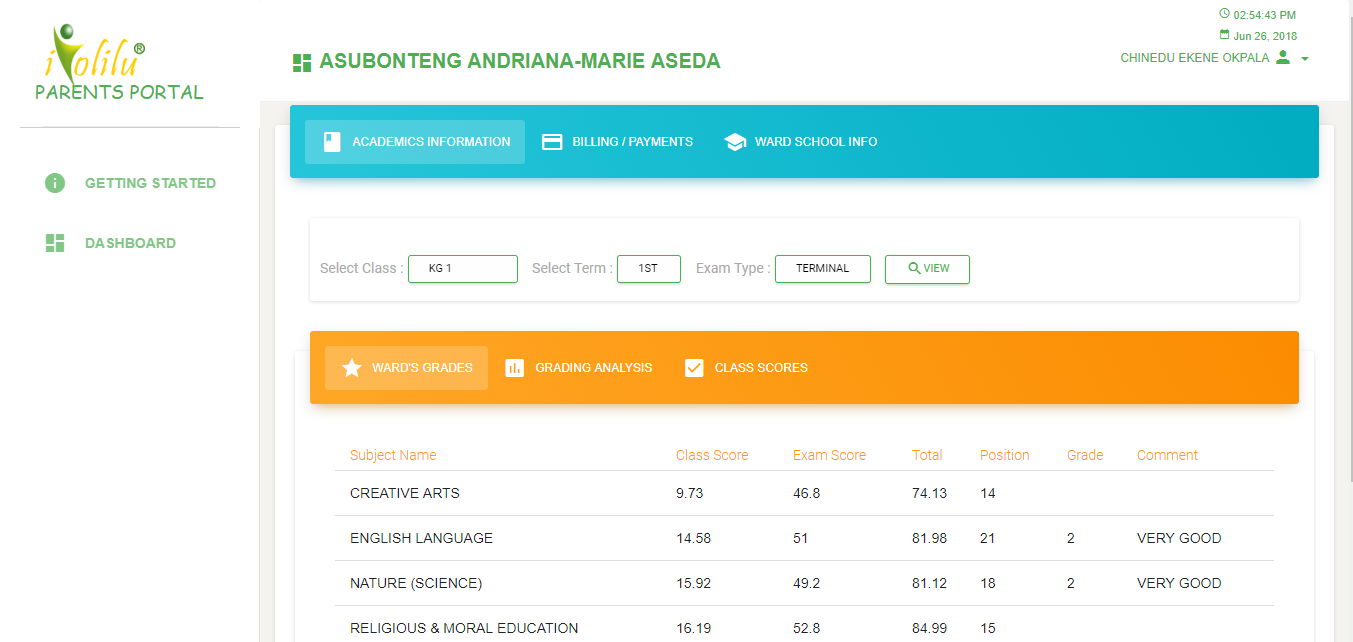 iVolilu ®
PARENTS PORTAL
02:54:43 PM
Jun 26, 2018
CHINEDU EKENE OKPALA
ASUBONTENG ANDRIANA-MARIE ASEDA
GETTING STARTED
DASHBOARD
ACADEMICS INFORMATION BILLING / PAYMENTS WARD SCHOOL INFO
Select Class : KG 1 Select Term : 1ST Exam Type : TERMINAL VIEW
WARD'S GRADES GRADING ANALYSIS CLASS SCORES
Subject Name Class Score Exam Score Total Position Grade Comment
CREATIVE ARTS 9.73 46.8 74.13 14
ENGLISH LANGUAGE 14.58 51 81.98 21 2 VERY GOOD
NATURE (SCIENCE) 15.92 49.2 81.12 18 2 VERY GOOD
RELIGIOUS & MORAL EDUCATION 16.19 52.8 84.99 15